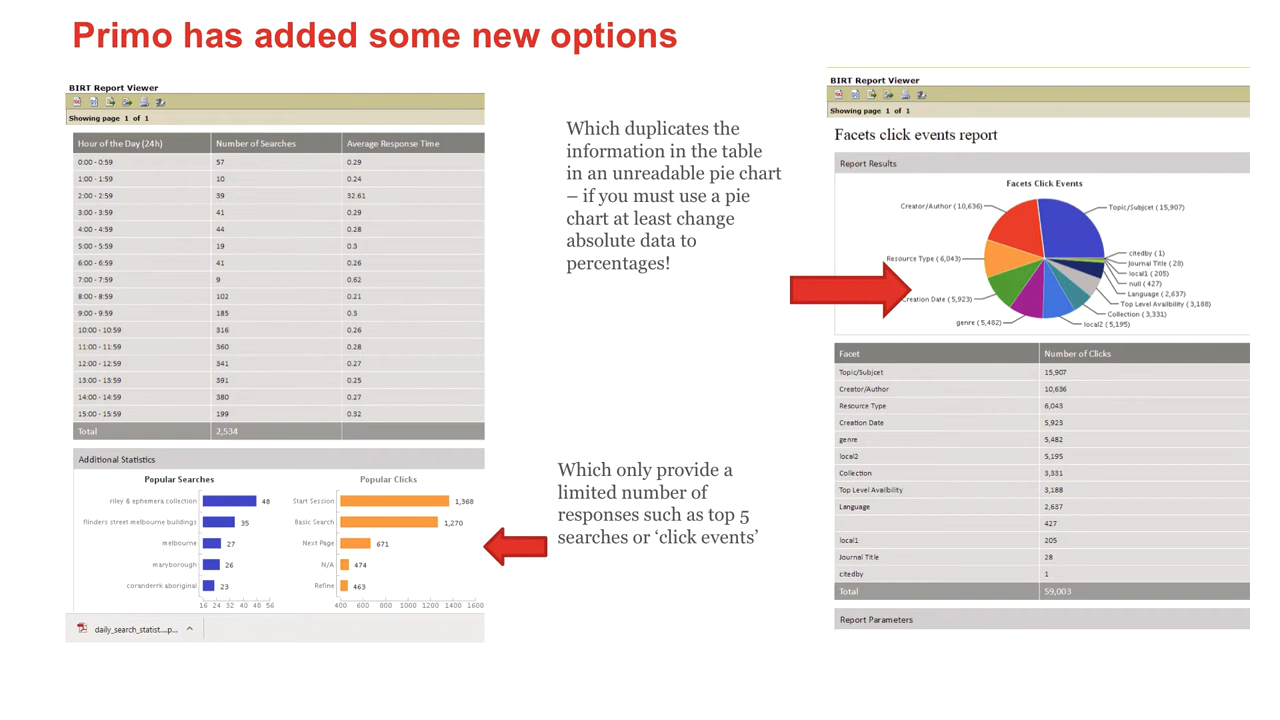 Primo has added some new options
BIRT Report Viewer
Showing page 1 of 1
Hour of the Day (24h) Number of Searches Average Response Time
0:00 - 0:59 57 0.29
1:00 - 1:59 10 0.24
2:00 - 2:59 39 32.61
3:00 - 3:59 41 0.29
4:00 - 4:59 44 0.28
5:00 - 5:59 19 0.3
6:00 - 6:59 41 0.26
7:00 - 7:59 9 0.62
8:00 - 8:59 102 0.21
9:00 - 9:59 185 0.3
10:00 - 10:59 316 0.26
11:00 - 11:59 360 0.28
12:00 - 12:59 341 0.27
13:00 - 13:59 391 0.25
14:00 - 14:59 380 0.27
15:00 - 15:59 199 0.32
Total 2,534
Additional Statistics
Popular Searches
riley & ephemera collection 48
flinders street melbourne buildings 35
melbourne 27
maryborough 26
coranderrk aboriginal 23
16 24 32 40 48 56
Popular Clicks
Start Session 1,368
Basic Search 1,270
Next Page 671
N/A 474
Refine 463
400 600 800 1000 1200 1400 1600
daily_search_statist....p...
Which duplicates the
information in the table
in an unreadable pie chart
– if you must use a pie
chart at least change
absolute data to
percentages!
Which only provide a
limited number of
responses such as top 5
searches or ‘click events’
BIRT Report Viewer
Showing page 1 of 1
Facets click events report
Report Results
Facets Click Events
Creator/Author ( 10,636)
Topic/Subjcet ( 15,907)
Resource Type ( 6,043)
citedby ( 1)
Journal Title ( 28)
local1 ( 205)
null ( 427)
Language ( 2,637)
Top Level Availbility ( 3,188)
Creation Date ( 5,923)
Collection ( 3,331)
genre ( 5,482)
local2 ( 5,195)
Facet Number of Clicks
Topic/Subjcet 15,907
Creator/Author 10,636
Resource Type 6,043
Creation Date 5,923
genre 5,482
local2 5,195
Collection 3,331
Top Level Availbility 3,188
Language 2,637
427
local1 205
Journal Title 28
citedby 1
Total 59,003
Report Parameters